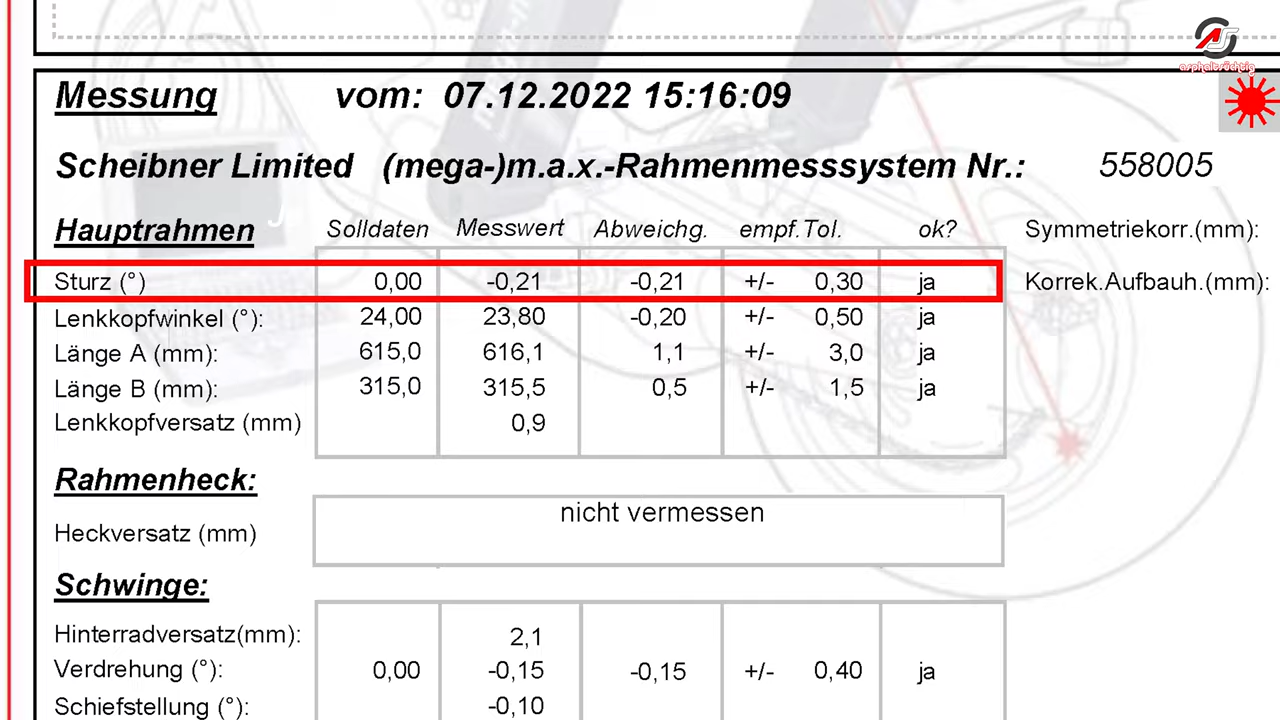 asphaltsüchtig
Messung vom: 07.12.2022 15:16:09
Scheibner Limited (mega-)m.a.x.-Rahmenmesssystem Nr.: 558005
Hauptrahmen Solldaten Messwert Abweichg. empf.Tol. ok? Symmetriekorr.(mm):
Sturz (°) 0,00 -0,21 -0,21 +/- 0,30 ja Korrek.Aufbauh.(mm):
Lenkkopfwinkel (°): 24,00 23,80 -0,20 +/- 0,50 ja
Länge A (mm): 615,0 616,1 1,1 +/- 3,0 ja
Länge B (mm): 315,0 315,5 0,5 +/- 1,5 ja
Lenkkopfversatz (mm) 0,9
Rahmenheck:
nicht vermessen
Heckversatz (mm)
Schwinge:
Hinterradversatz(mm): 2,1
Verdrehung (°): 0,00 -0,15 -0,15 +/- 0,40 ja
Schiefstellung (°): -0,10